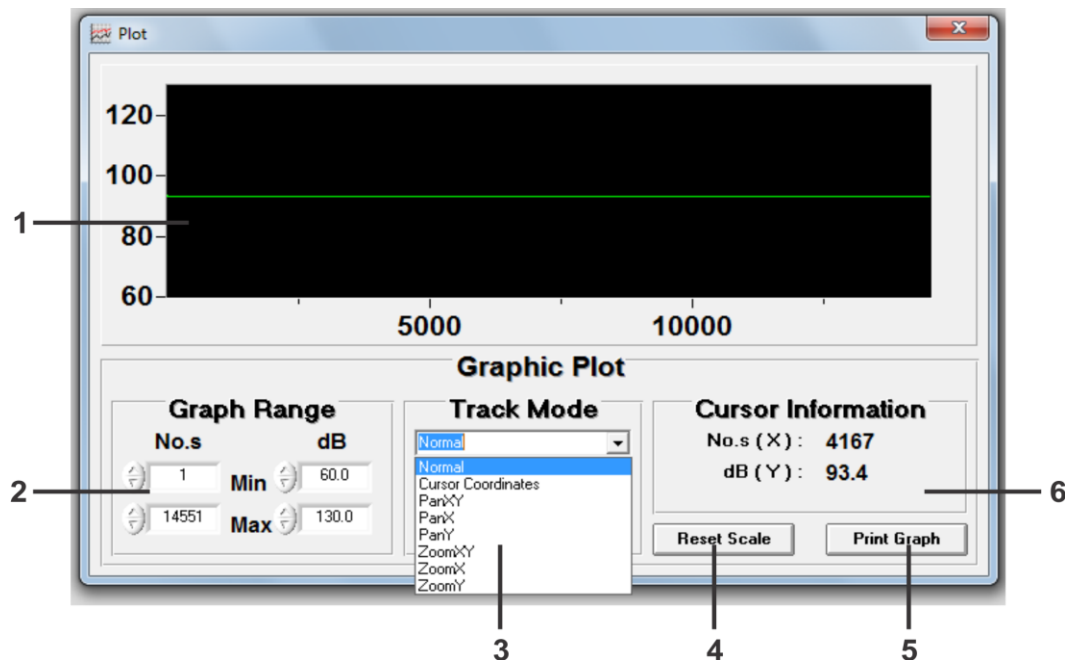 Plot
120
100
80
60
5000
10000
1
Graphic Plot
Graph Range
No.s dB
1 Min 60.0
14551 Max 130.0
2
Track Mode
Normal
Normal
Cursor Coordinates
PanXY
PanX
PanY
ZoomXY
ZoomX
ZoomY
3
Cursor Information
No.s ( X ) : 4167
dB ( Y ) : 93.4
6
Reset Scale
Print Graph
4
5